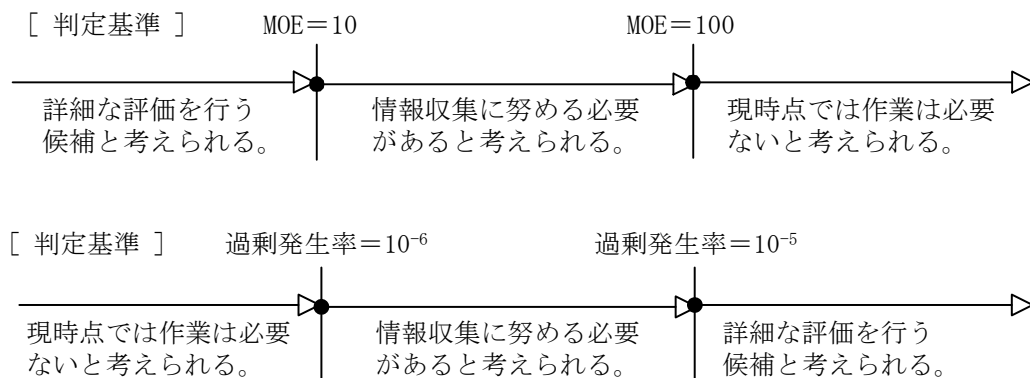 [ 判定基準 ] MOE＝10 MOE＝100
詳細な評価を行う 情報収集に努める必要 現時点では作業は必要
候補と考えられる。 があると考えられる。 ないと考えられる。
[ 判定基準 ] 過剰発生率＝10⁻⁶ 過剰発生率＝10⁻⁵
現時点では作業は必要 情報収集に努める必要 詳細な評価を行う
ないと考えられる。 があると考えられる。 候補と考えられる。